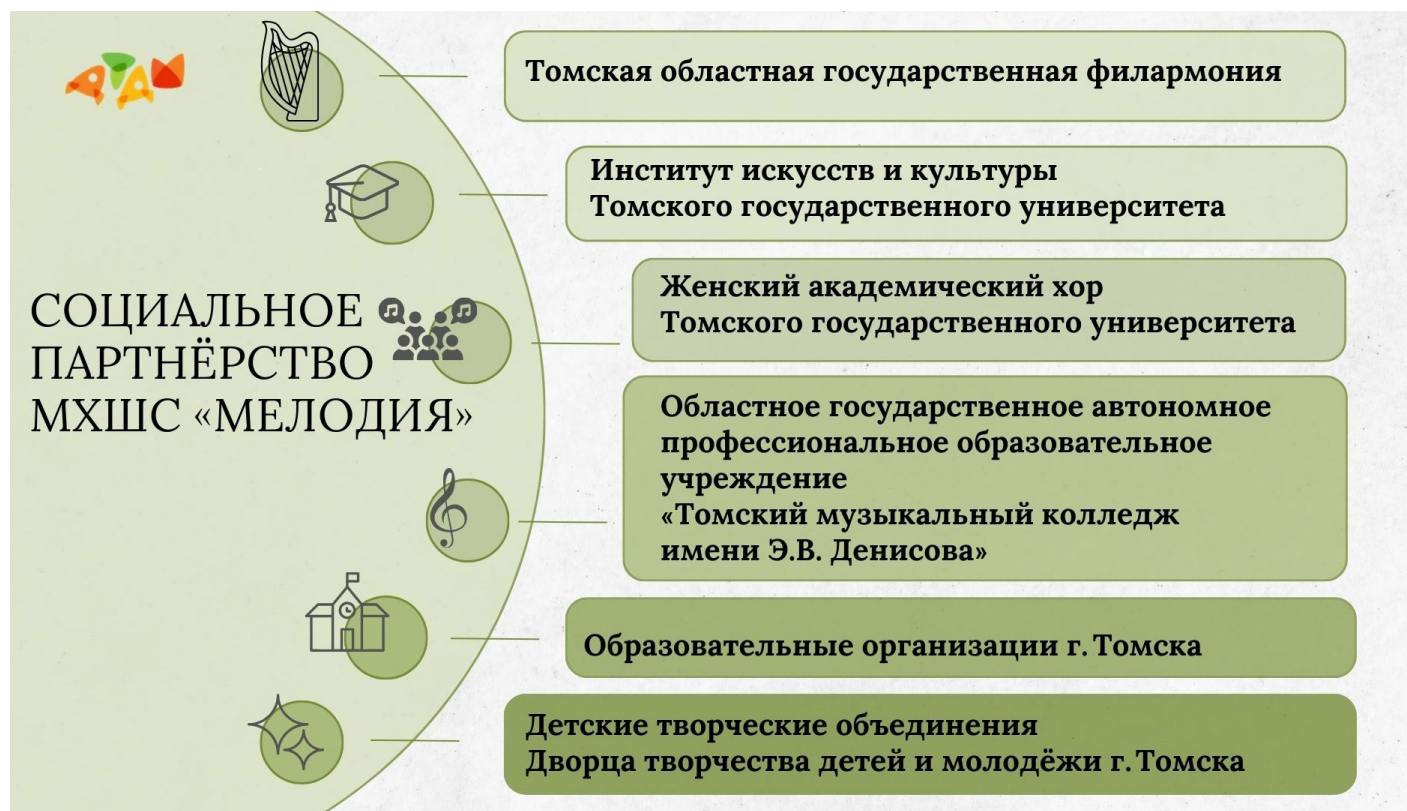 Томская областная государственная филармония
Институт искусств и культуры
Томского государственного университета
Женский академический хор
Томского государственного университета
СОЦИАЛЬНОЕ
ПАРТНЁРСТВО
МХШС «МЕЛОДИЯ»
Областное государственное автономное
профессиональное образовательное
учреждение
«Томский музыкальный колледж
имени Э.В. Денисова»
Образовательные организации г. Томска
Детские творческие объединения
Дворца творчества детей и молодёжи г. Томска